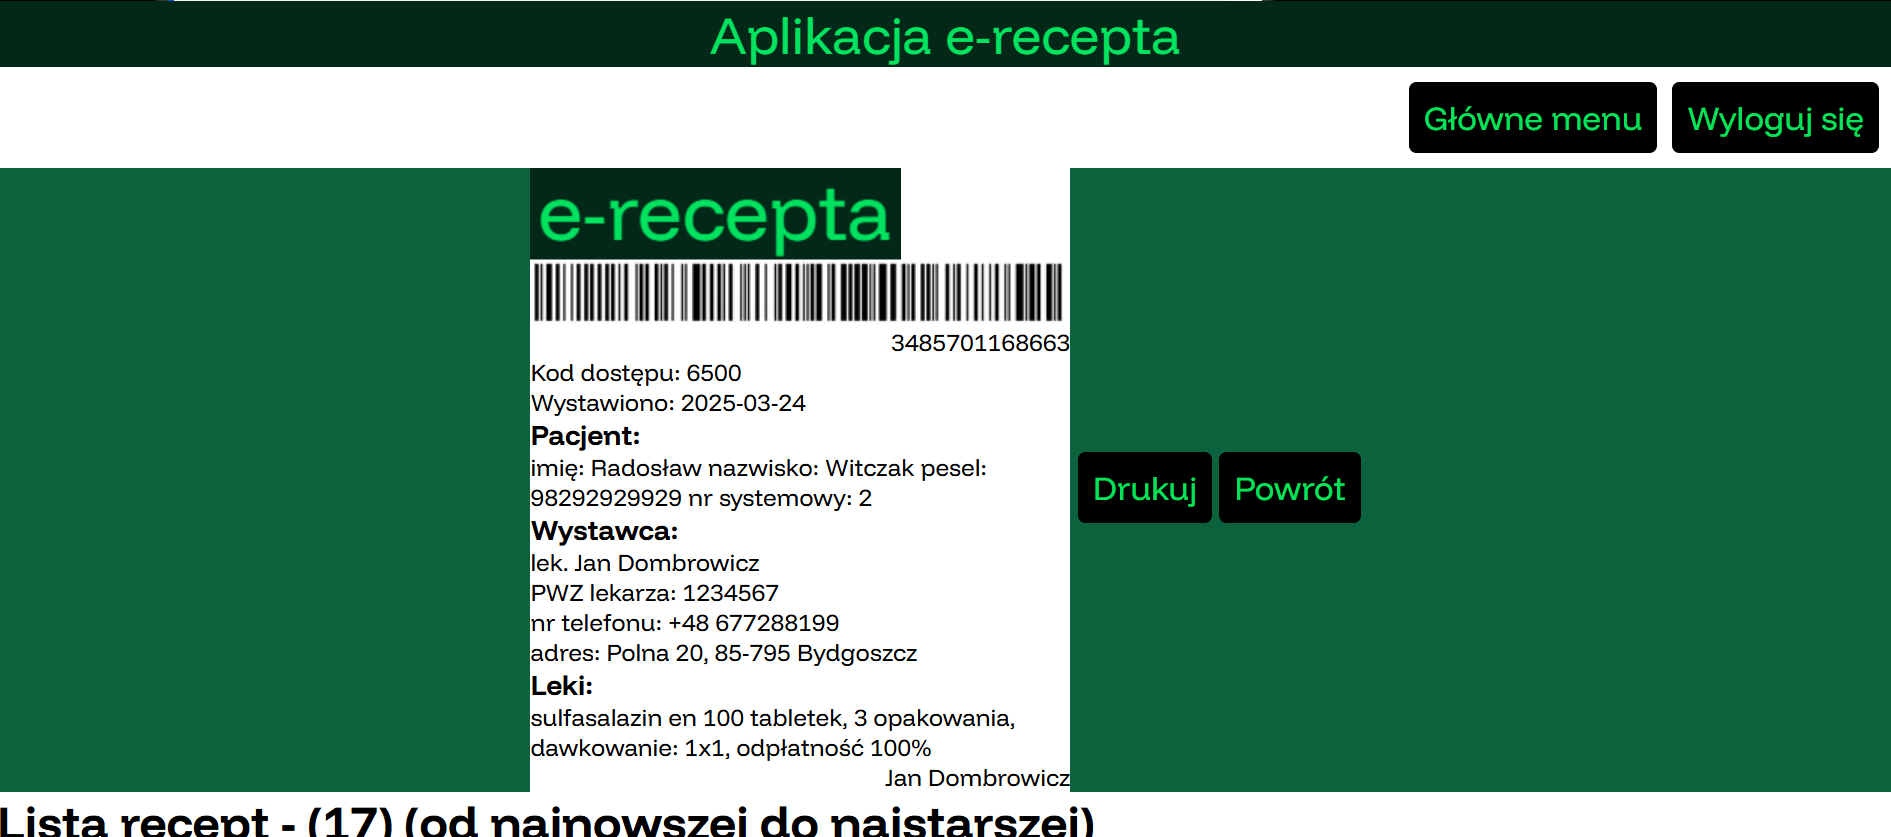 Aplikacja e-recepta
Główne menu
Wyloguj się
e-recepta
3485701168663
Kod dostępu: 6500
Wystawiono: 2025-03-24
Pacjent:
imię: Radosław nazwisko: Witczak pesel:
98292929929 nr systemowy: 2
Wystawca:
lek. Jan Dombrowicz
PWZ lekarza: 1234567
nr telefonu: +48 677288199
adres: Polna 20, 85-795 Bydgoszcz
Leki:
sulfasalazin en 100 tabletek, 3 opakowania,
dawkowanie: 1x1, odpłatność 100%
Jan Dombrowicz
Drukuj
Powrót
Lista recept - (17) (od najnowszej do najstarszej)